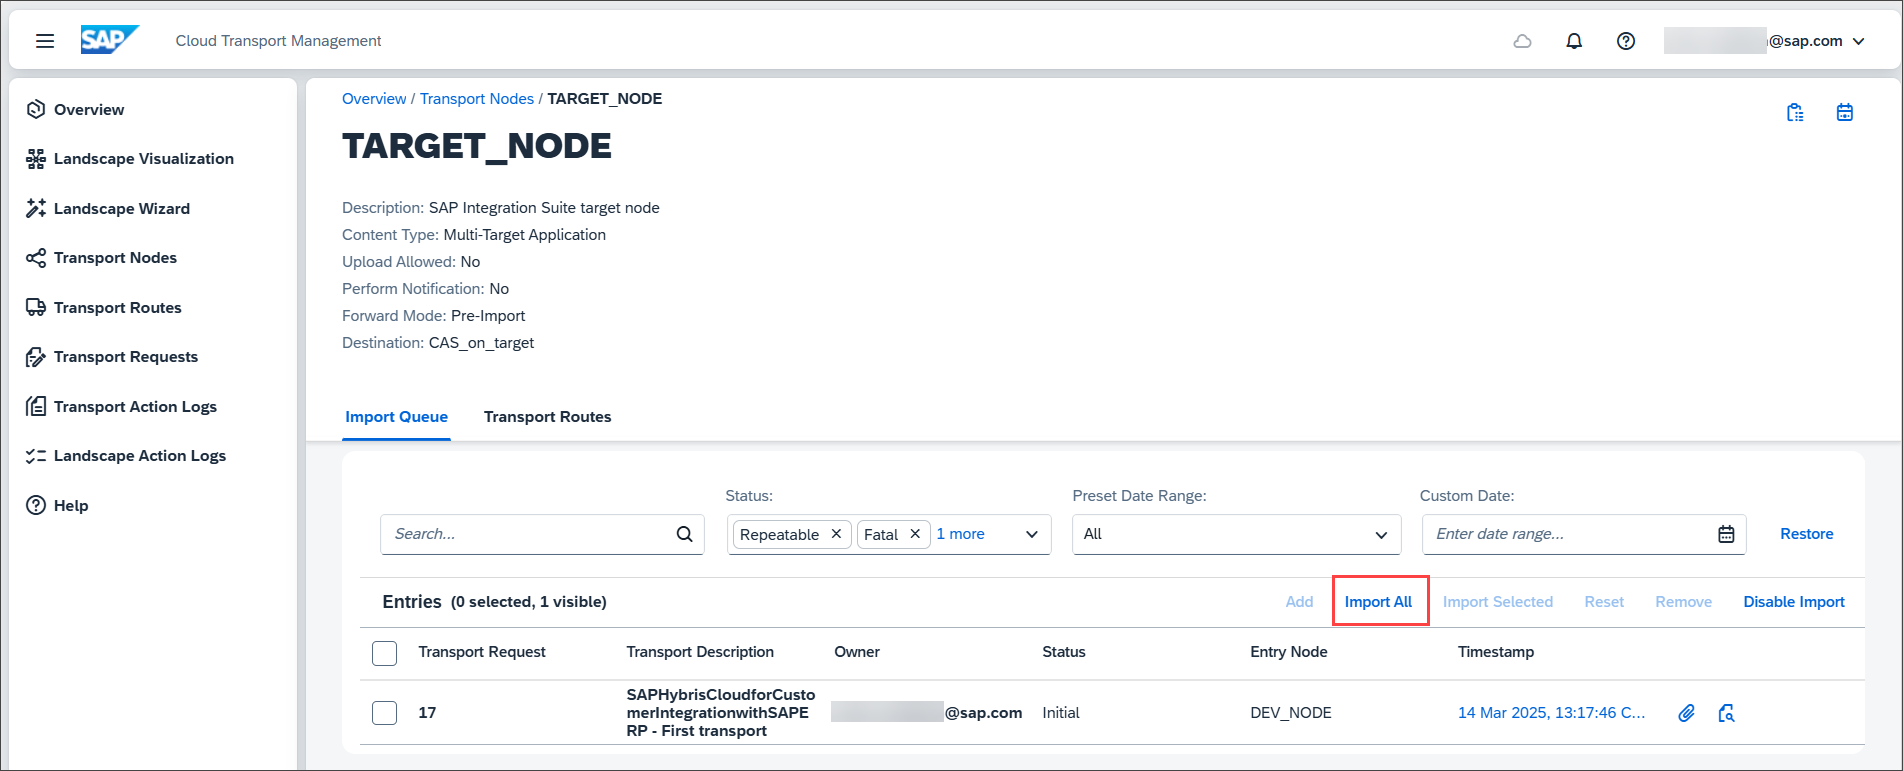 SAP
Cloud Transport Management
@sap.com
Overview
Landscape Visualization
Landscape Wizard
Transport Nodes
Transport Routes
Transport Requests
Transport Action Logs
Landscape Action Logs
Help
Overview / Transport Nodes / TARGET_NODE
TARGET_NODE
Description: SAP Integration Suite target node
Content Type: Multi-Target Application
Upload Allowed: No
Perform Notification: No
Forward Mode: Pre-Import
Destination: CAS_on_target
Import Queue Transport Routes
Status: Preset Date Range: Custom Date:
Search... Repeatable Fatal 1 more All Enter date range... Restore
Entries (0 selected, 1 visible) Add Import All Import Selected Reset Remove Disable Import
Transport Request Transport Description Owner Status Entry Node Timestamp
17
SAPHybrisCloudforCusto
merIntegrationwithSAPE
RP - First transport
@sap.com
Initial
DEV_NODE
14 Mar 2025, 13:17:46 C...